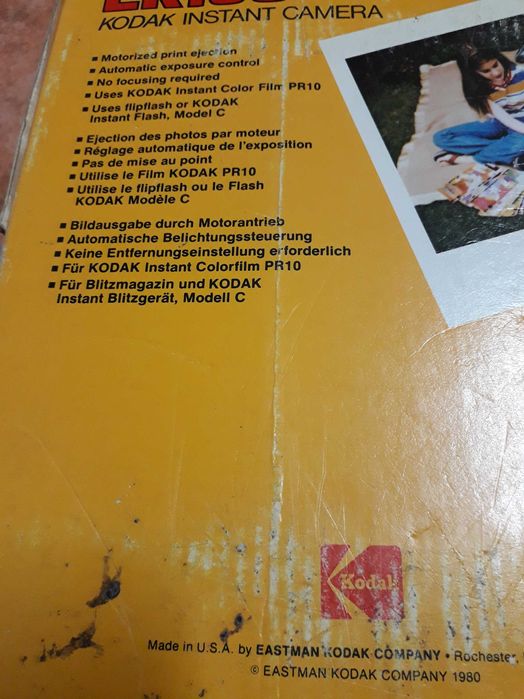 KODAK INSTANT CAMERA
▪ Motorized print ejection
▪ Automatic exposure control
▪ No focusing required
▪ Uses KODAK Instant Color Film PR10
▪ Uses flipflash or KODAK
Instant Flash, Model C
▪ Ejection des photos par moteur
▪ Réglage automatique de l'exposition
▪ Pas de mise au point
▪ Utilise le Film KODAK PR10
▪ Utilise le flipflash ou le Flash
KODAK Modèle C
▪ Bildausgabe durch Motorantrieb
▪ Automatische Belichtungssteuerung
▪ Keine Entfernungseinstellung erforderlich
▪ Für KODAK Instant Colorfilm PR10
▪ Für Blitzmagazin und KODAK
Instant Blitzgerät, Modell C
Kodak
Made in U.S.A. by EASTMAN KODAK COMPANY • Rochester,
© EASTMAN KODAK COMPANY 1980